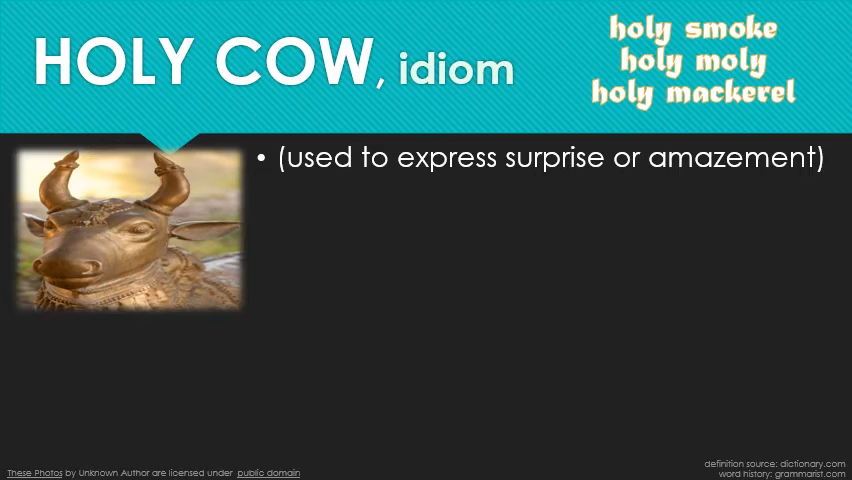 HOLY COW, idiom
holy smoke
holy moly
holy mackerel
• (used to express surprise or amazement)
These Photos by Unknown Author are licensed under public domain
definition source: dictionary.com
word history: grammarist.com